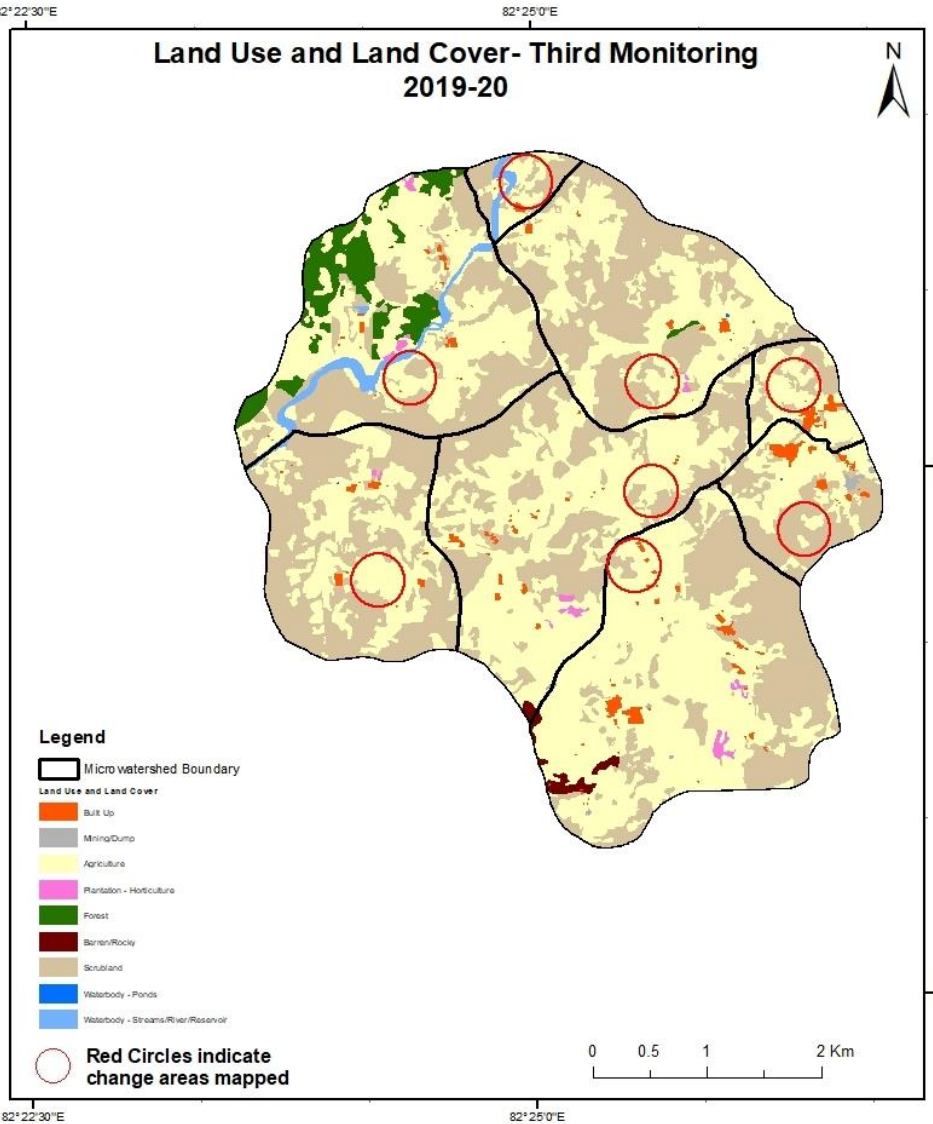 82°22'30"E
82°25'0"E
Land Use and Land Cover- Third Monitoring
2019-20
N
Legend
Microwatershed Boundary
Land Use and Land Cover
Built Up
Mining/Dump
Agriculture
Plantation - Horticulture
Forest
Barren/Rocky
Scrubland
Waterbody - Ponds
Waterbody - Streams/River/Reservoir
Red Circles indicate
change areas mapped
0 0.5 1 2 Km
82°22'30"E
82°25'0"E